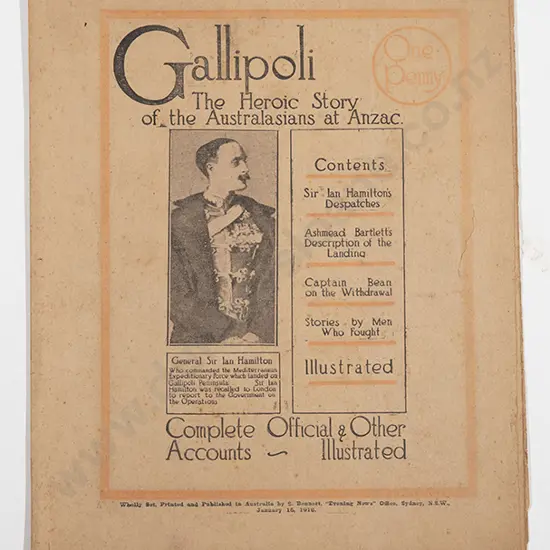 Gallipoli
One
Penny
The Heroic Story
of the Australasians at Anzac.
Contents
Sir Ian Hamilton's
Despatches
Ashmead Bartlett's
Description of the
Landing
Captain Bean
on the Withdrawal
Stories by Men
Who Fought
Illustrated
General Sir Ian Hamilton
Who commanded the Mediterranean
Expeditionary Force which landed on
Gallipoli Peninsula Sir Ian
Hamilton was recalled to London
to report to the Government on
the Operations
Complete Official & Other
Accounts ~ Illustrated
Wholly Set, Printed and Published in Australia by S. Bennett, "Evening News" Office, Sydney, N.S.W.,
January 15, 1916.